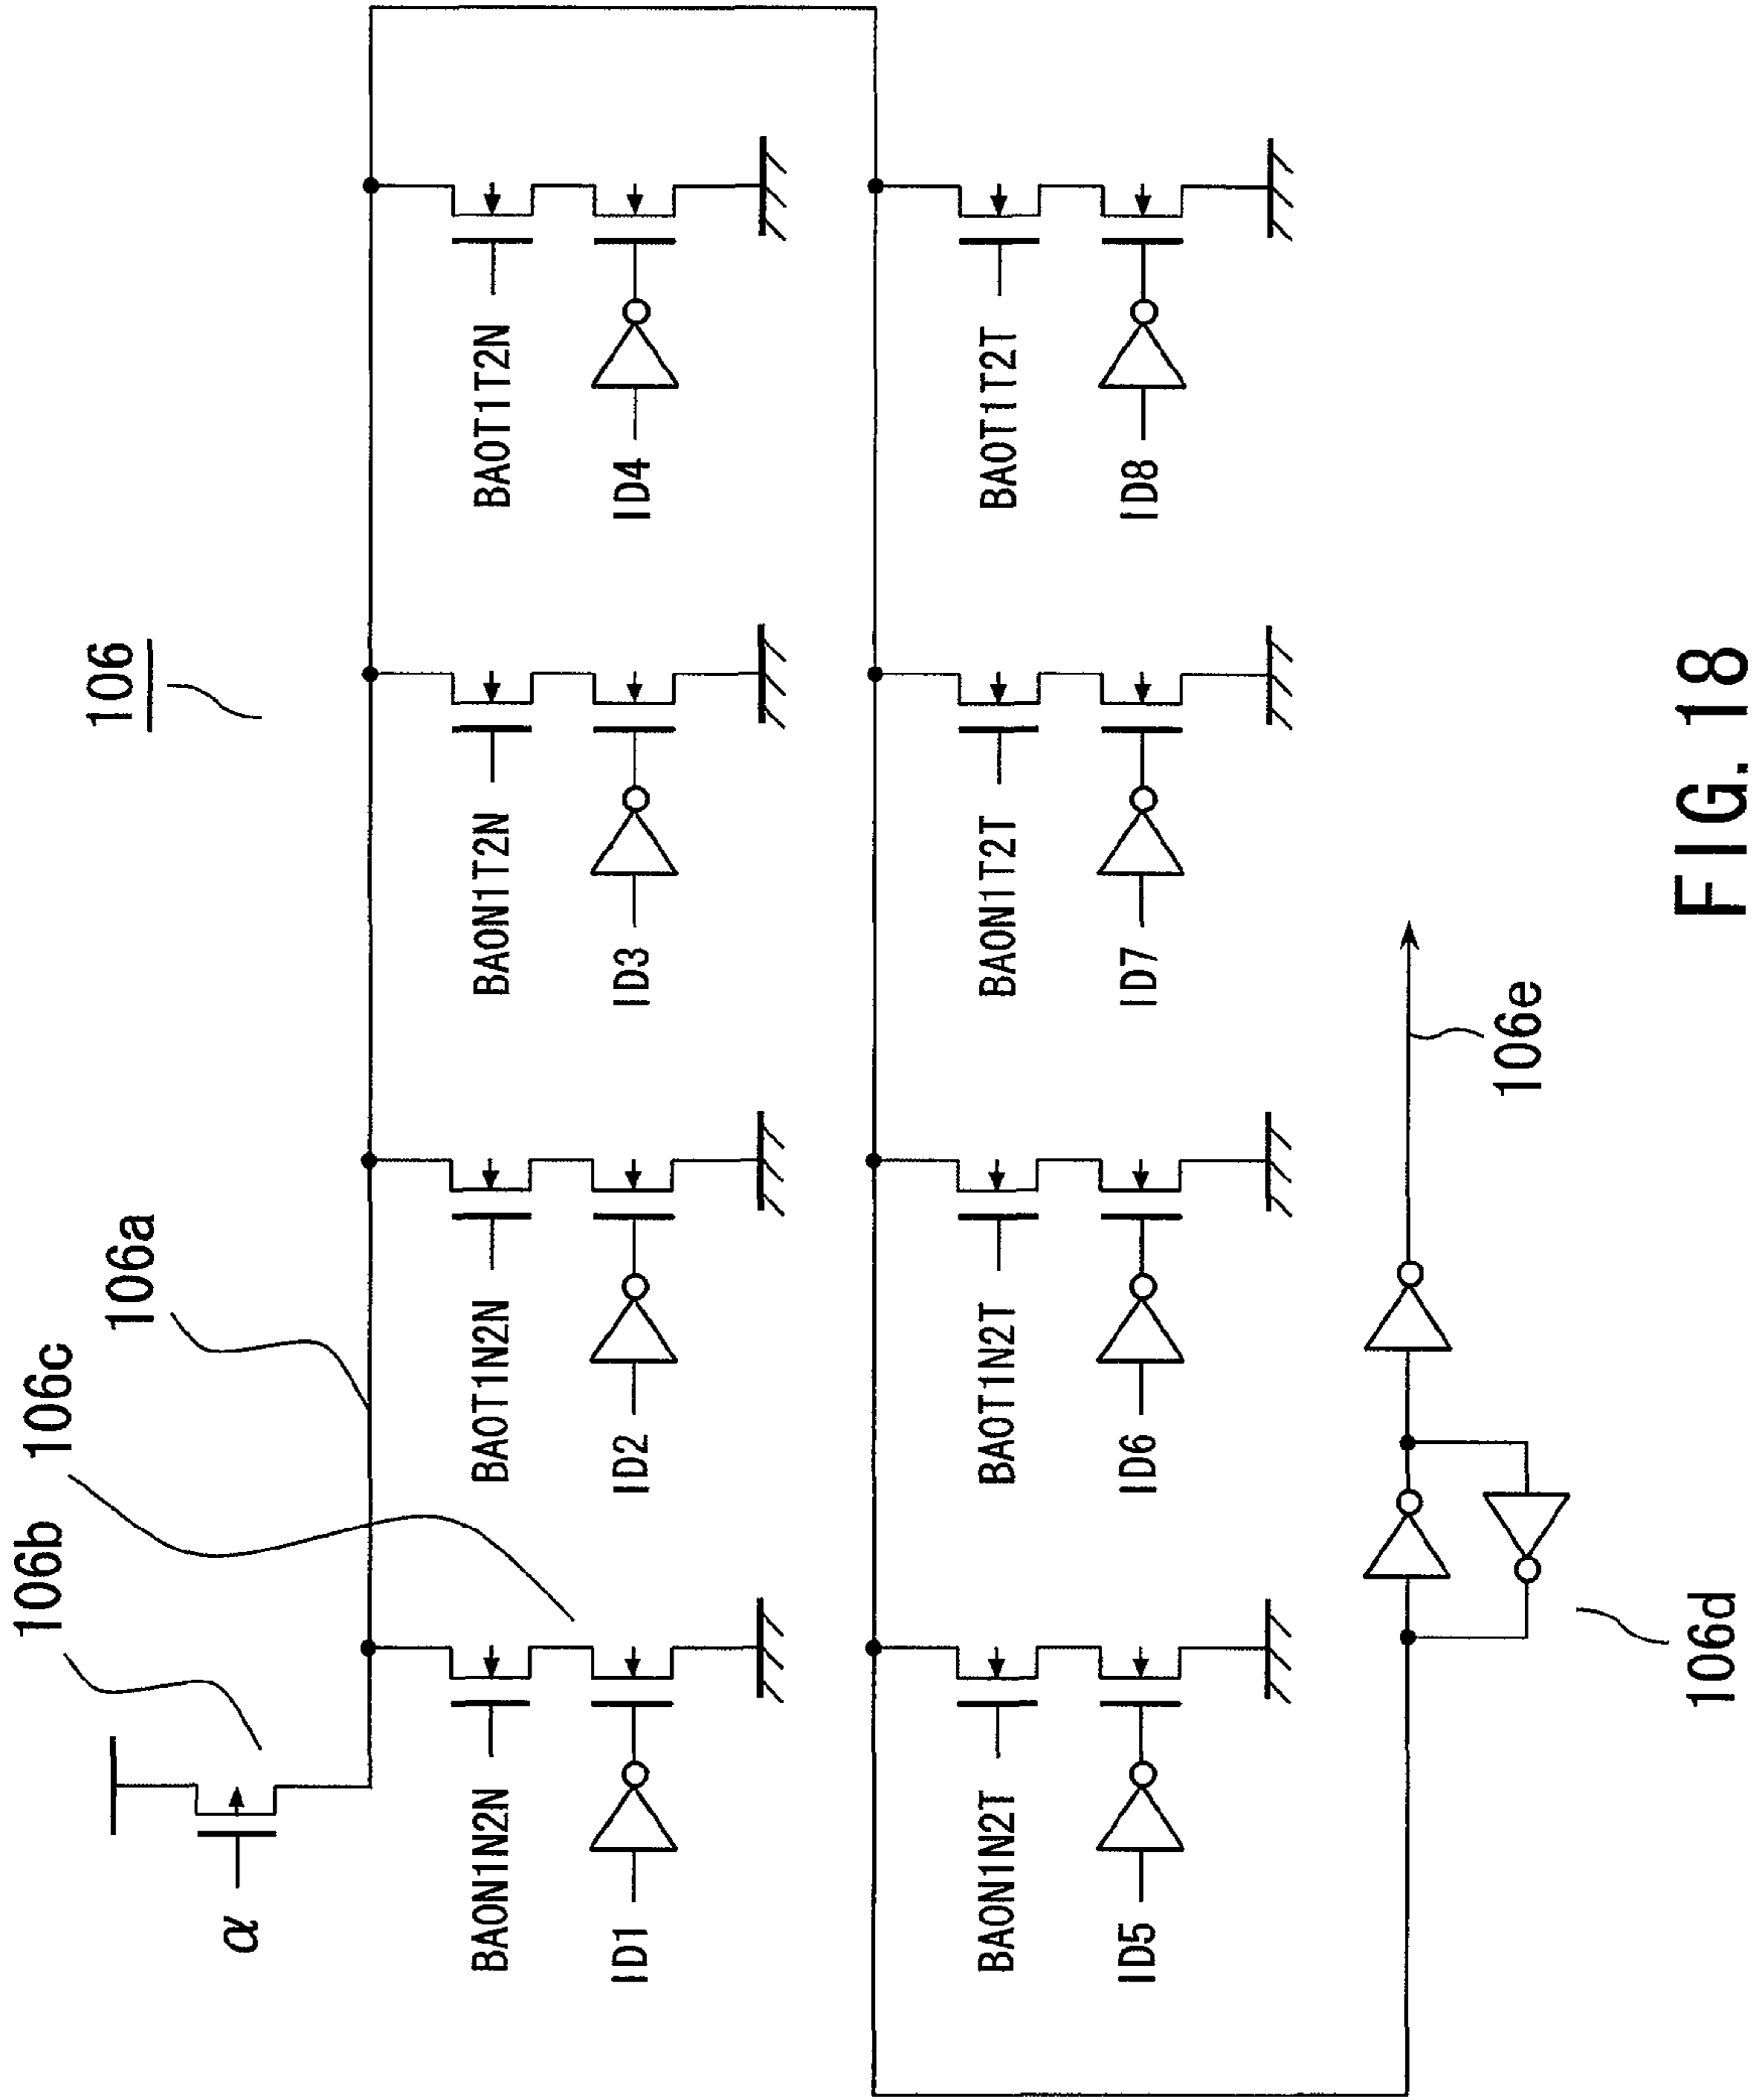 106
106b
106c
106a
α
BA0N1N2N
BA0T1N2N
BA0N1T2N
BA0T1T2N
ID1
ID2
ID3
ID4
BA0N1N2T
BA0T1N2T
BA0N1T2T
BA0T1T2T
ID5
ID6
ID7
ID8
106d
106e
FIG. 18